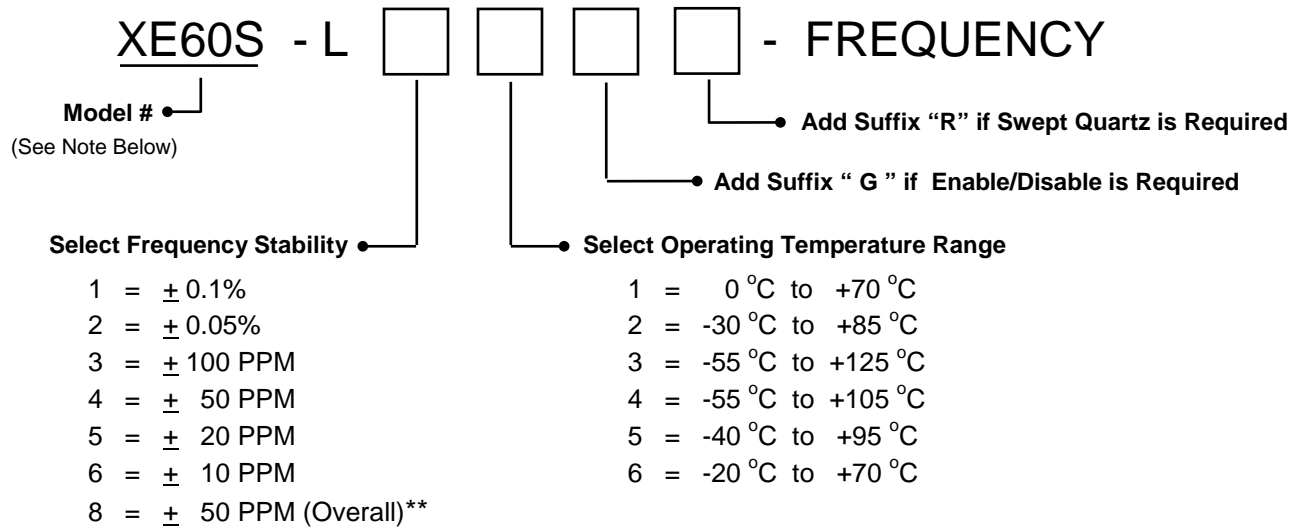 XE60S - L - FREQUENCY
Model #
(See Note Below)
Add Suffix “R” if Swept Quartz is Required
Add Suffix “ G ” if Enable/Disable is Required
Select Frequency Stability
1 = ± 0.1%
2 = ± 0.05%
3 = ± 100 PPM
4 = ± 50 PPM
5 = ± 20 PPM
6 = ± 10 PPM
8 = ± 50 PPM (Overall)**
Select Operating Temperature Range
1 = 0 °C to +70 °C
2 = -30 °C to +85 °C
3 = -55 °C to +125 °C
4 = -55 °C to +105 °C
5 = -40 °C to +95 °C
6 = -20 °C to +70 °C